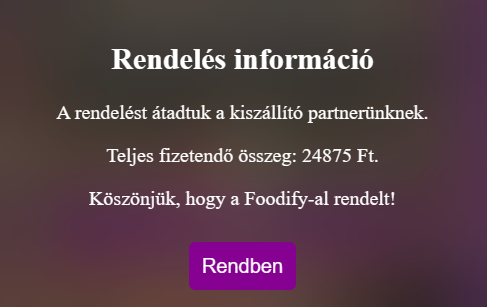 Rendelés információ
A rendelést átadtuk a kiszállító partnerünknek.
Teljes fizetendő összeg: 24875 Ft.
Köszönjük, hogy a Foodify-al rendelt!
Rendben